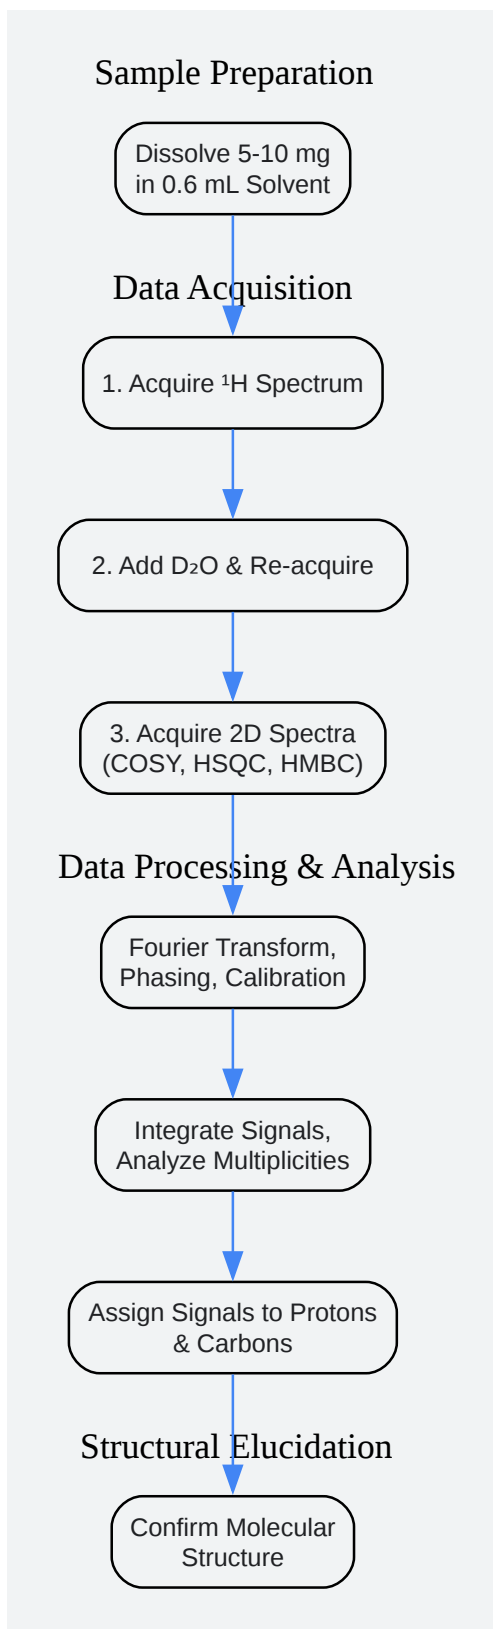 Sample Preparation
Dissolve 5-10 mg
in 0.6 mL Solvent
Data Acquisition
1. Acquire ¹H Spectrum
2. Add D₂O & Re-acquire
3. Acquire 2D Spectra
(COSY, HSQC, HMBC)
Data Processing & Analysis
Fourier Transform,
Phasing, Calibration
Integrate Signals,
Analyze Multiplicities
Assign Signals to Protons
& Carbons
Structural Elucidation
Confirm Molecular
Structure